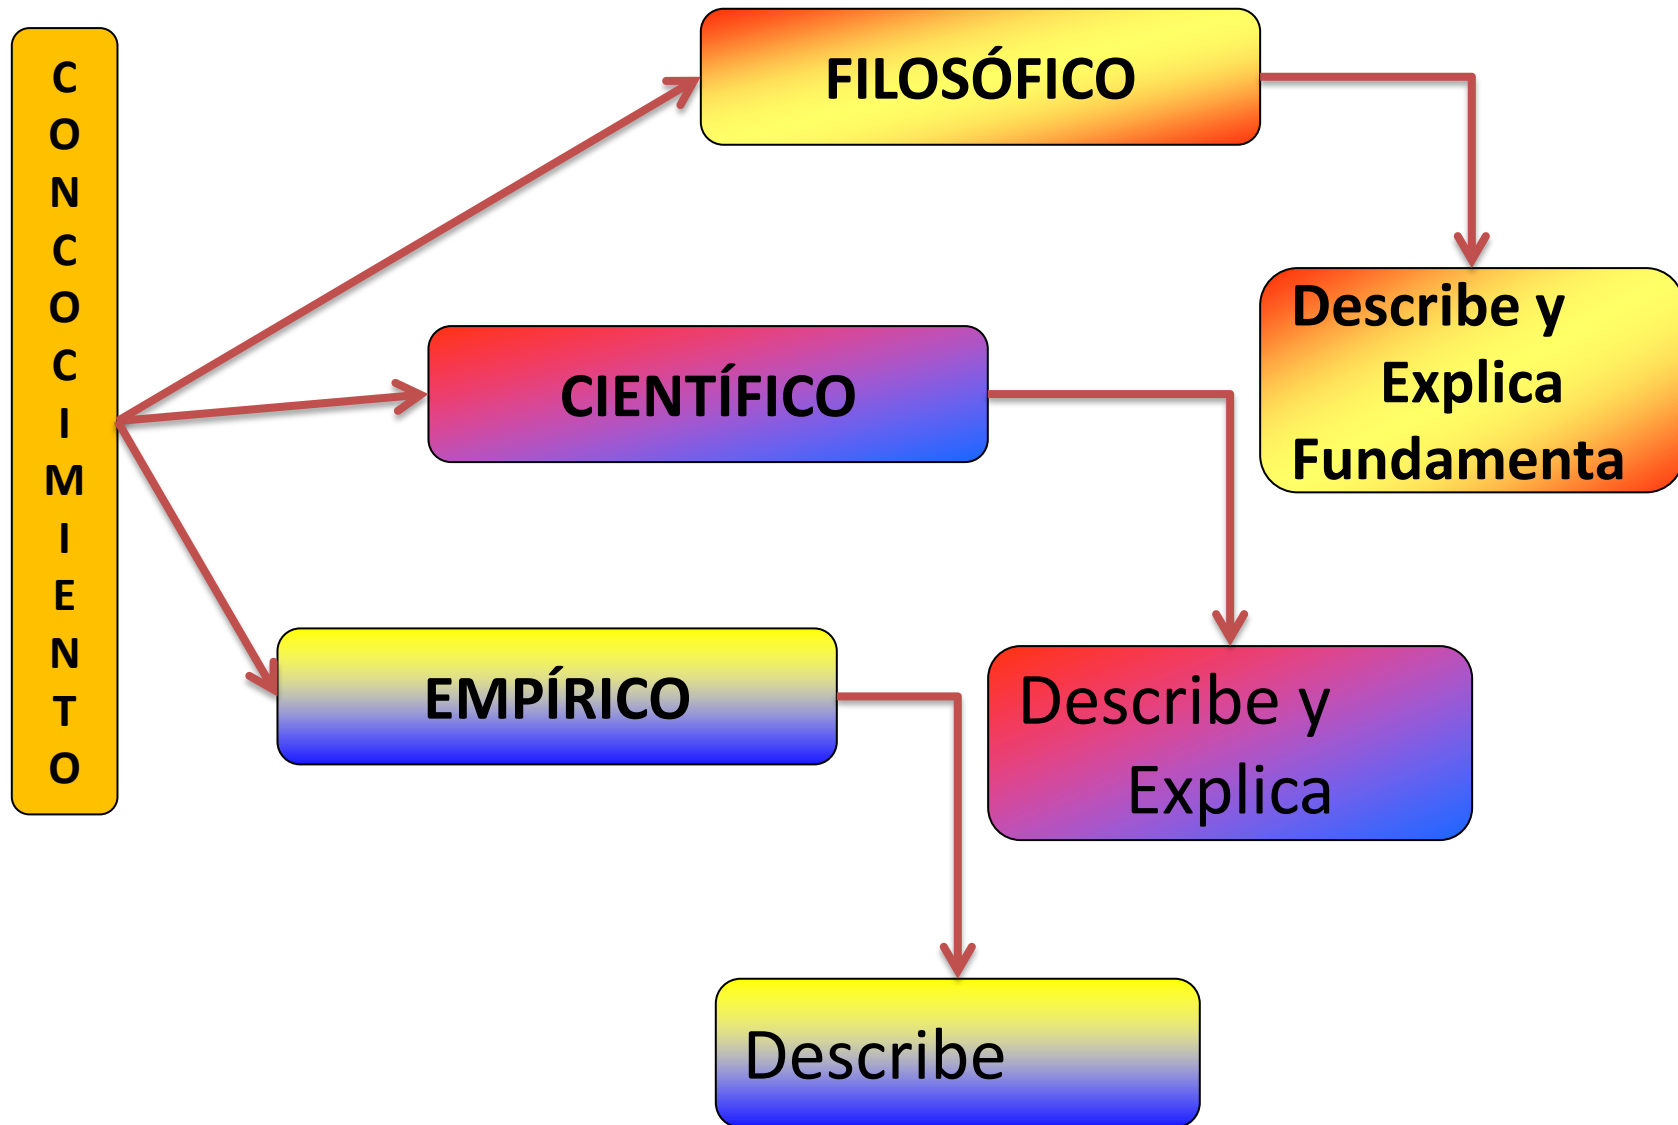 C
O
N
C
O
C
I
M
I
E
N
T
O
FILOSÓFICO
Describe y
Explica
Fundamenta
CIENTÍFICO
Describe y
Explica
EMPÍRICO
Describe